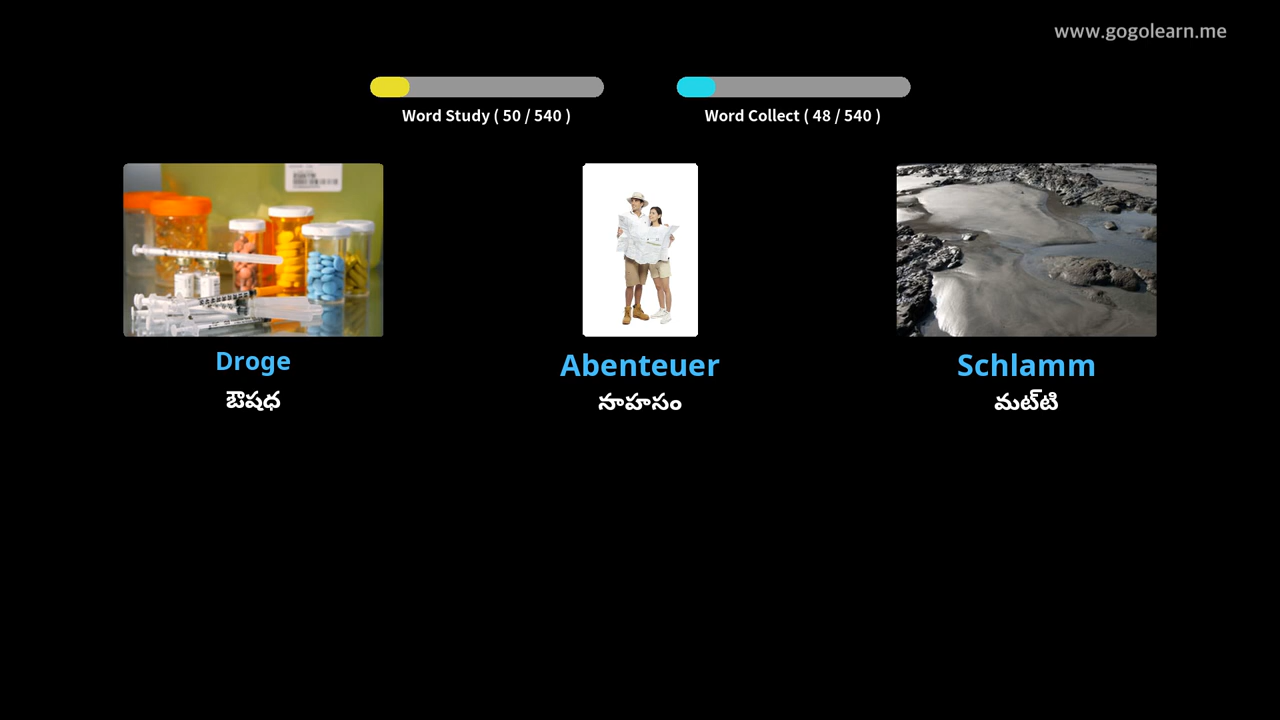 www.gogolearn.me
Word Study ( 50 / 540 )
Word Collect ( 48 / 540 )
Droge
Abenteuer
Schlamm
ఔషధ
సాహసం
మట్‌టి